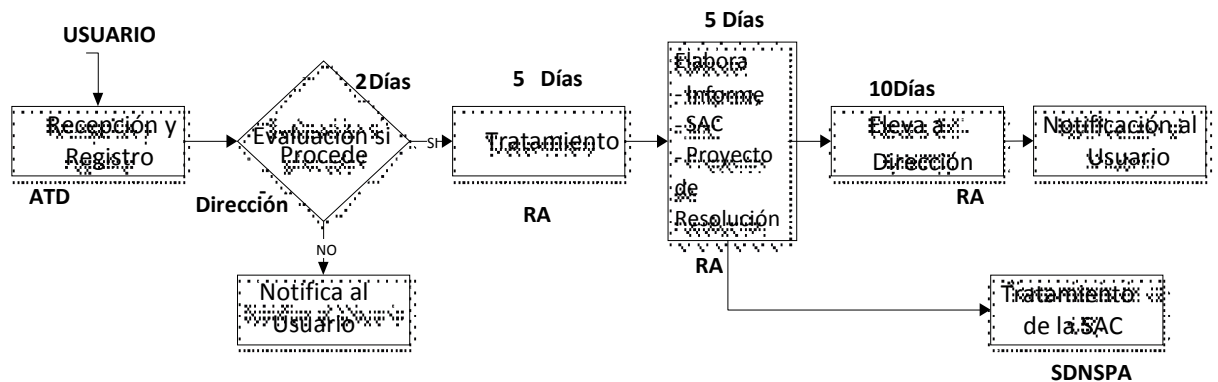 5 Días
USUARIO
2Días
5 Días
10Días
Recepción y
Registro
ATD
Evaluación si
Procede
Dirección
SI
NO
Notifica al
Usuario
Tratamiento
RA
Elabora
- Informe
- SAC
- Proyecto
de
Resolución
RA
Eleva a
Dirección
RA
Notificación al
Usuario
Tratamiento
de la SAC
SDNSPA